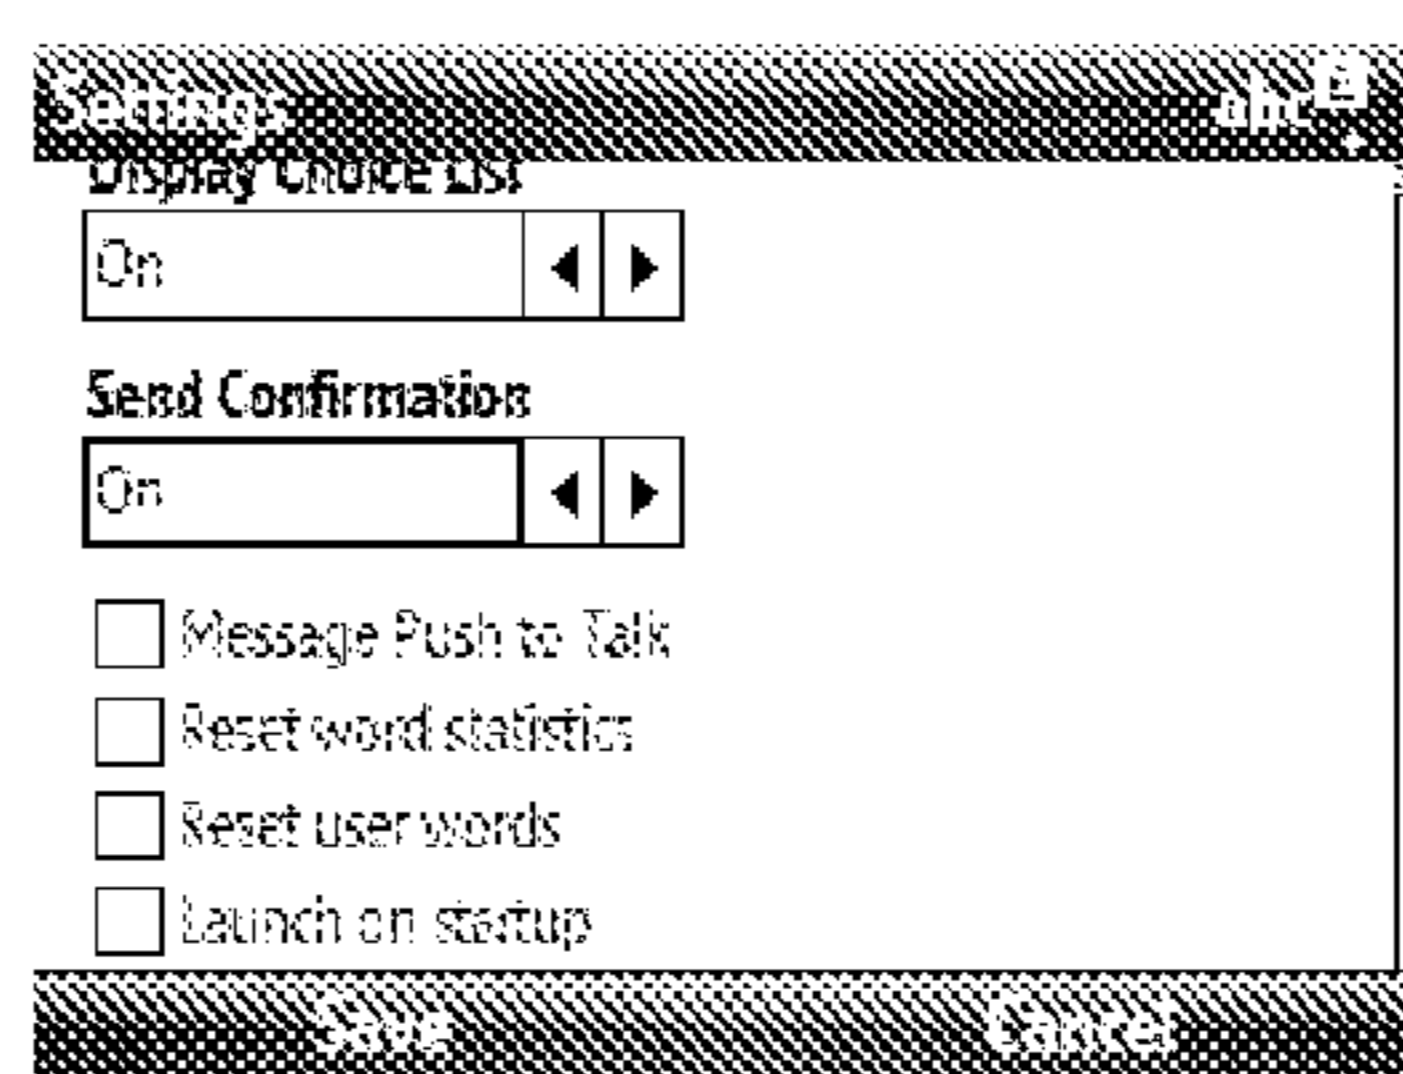 Settings abc
Display Choice List
On
Send Confirmation
On
Message Push to Talk
Reset word statistics
Reset user words
Launch on startup
Save Cancel